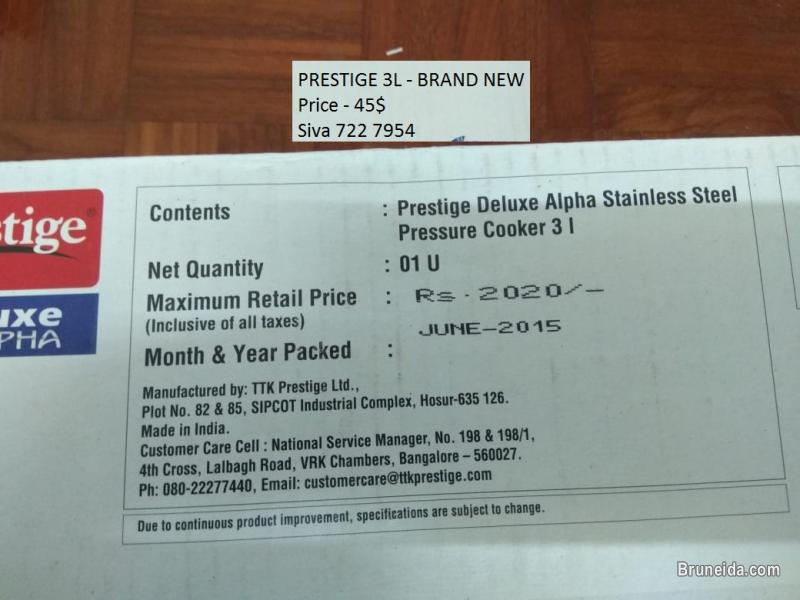 PRESTIGE 3L - BRAND NEW
Price - 45$
Siva 722 7954
stige®
uxe
PHA
Contents : Prestige Deluxe Alpha Stainless Steel
Pressure Cooker 3 l
Net Quantity : 01 U
Maximum Retail Price : Rs.2020/-
(Inclusive of all taxes)
Month & Year Packed : JUNE-2015
Manufactured by: TTK Prestige Ltd.,
Plot No. 82 & 85, SIPCOT Industrial Complex, Hosur-635 126.
Made in India.
Customer Care Cell : National Service Manager, No. 198 & 198/1,
4th Cross, Lalbagh Road, VRK Chambers, Bangalore – 560027.
Ph: 080-22277440, Email: customercare@ttkprestige.com
Due to continuous product improvement, specifications are subject to change.
Bruneida.com